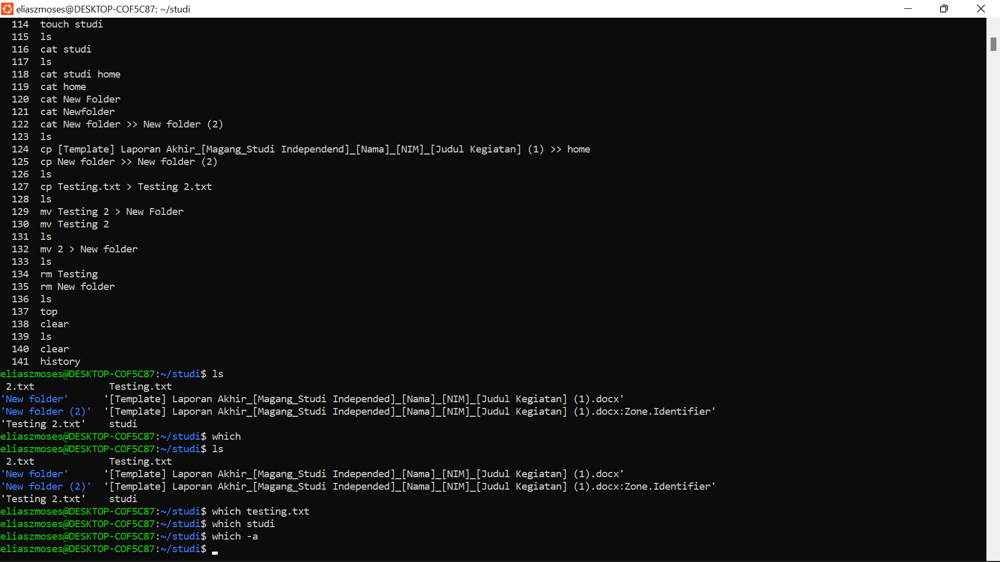 eliaszmoses@DESKTOP-COF5C87: ~/studi
114 touch studi
115 ls
116 cat studi
117 ls
118 cat studi home
119 cat home
120 cat New Folder
121 cat Newfolder
122 cat New folder >> New folder (2)
123 ls
124 cp [Template] Laporan Akhir_[Magang_Studi Independend]_[Nama]_[NIM]_[Judul Kegiatan] (1) >> home
125 cp New folder >> New folder (2)
126 ls
127 cp Testing.txt > Testing 2.txt
128 ls
129 mv Testing 2 > New Folder
130 mv Testing 2
131 ls
132 mv 2 > New folder
133 ls
134 rm Testing
135 rm New folder
136 ls
137 top
138 clear
139 ls
140 clear
141 history
eliaszmoses@DESKTOP-COF5C87:~/studi$ ls
2.txt Testing.txt
'New folder' '[Template] Laporan Akhir_[Magang_Studi Independed]_[Nama]_[NIM]_[Judul Kegiatan] (1).docx'
'New folder (2)' '[Template] Laporan Akhir_[Magang_Studi Independed]_[Nama]_[NIM]_[Judul Kegiatan] (1).docx:Zone.Identifier'
'Testing 2.txt' studi
eliaszmoses@DESKTOP-COF5C87:~/studi$ which
eliaszmoses@DESKTOP-COF5C87:~/studi$ ls
2.txt Testing.txt
'New folder' '[Template] Laporan Akhir_[Magang_Studi Independed]_[Nama]_[NIM]_[Judul Kegiatan] (1).docx'
'New folder (2)' '[Template] Laporan Akhir_[Magang_Studi Independed]_[Nama]_[NIM]_[Judul Kegiatan] (1).docx:Zone.Identifier'
'Testing 2.txt' studi
eliaszmoses@DESKTOP-COF5C87:~/studi$ which testing.txt
eliaszmoses@DESKTOP-COF5C87:~/studi$ which studi
eliaszmoses@DESKTOP-COF5C87:~/studi$ which -a
eliaszmoses@DESKTOP-COF5C87:~/studi$